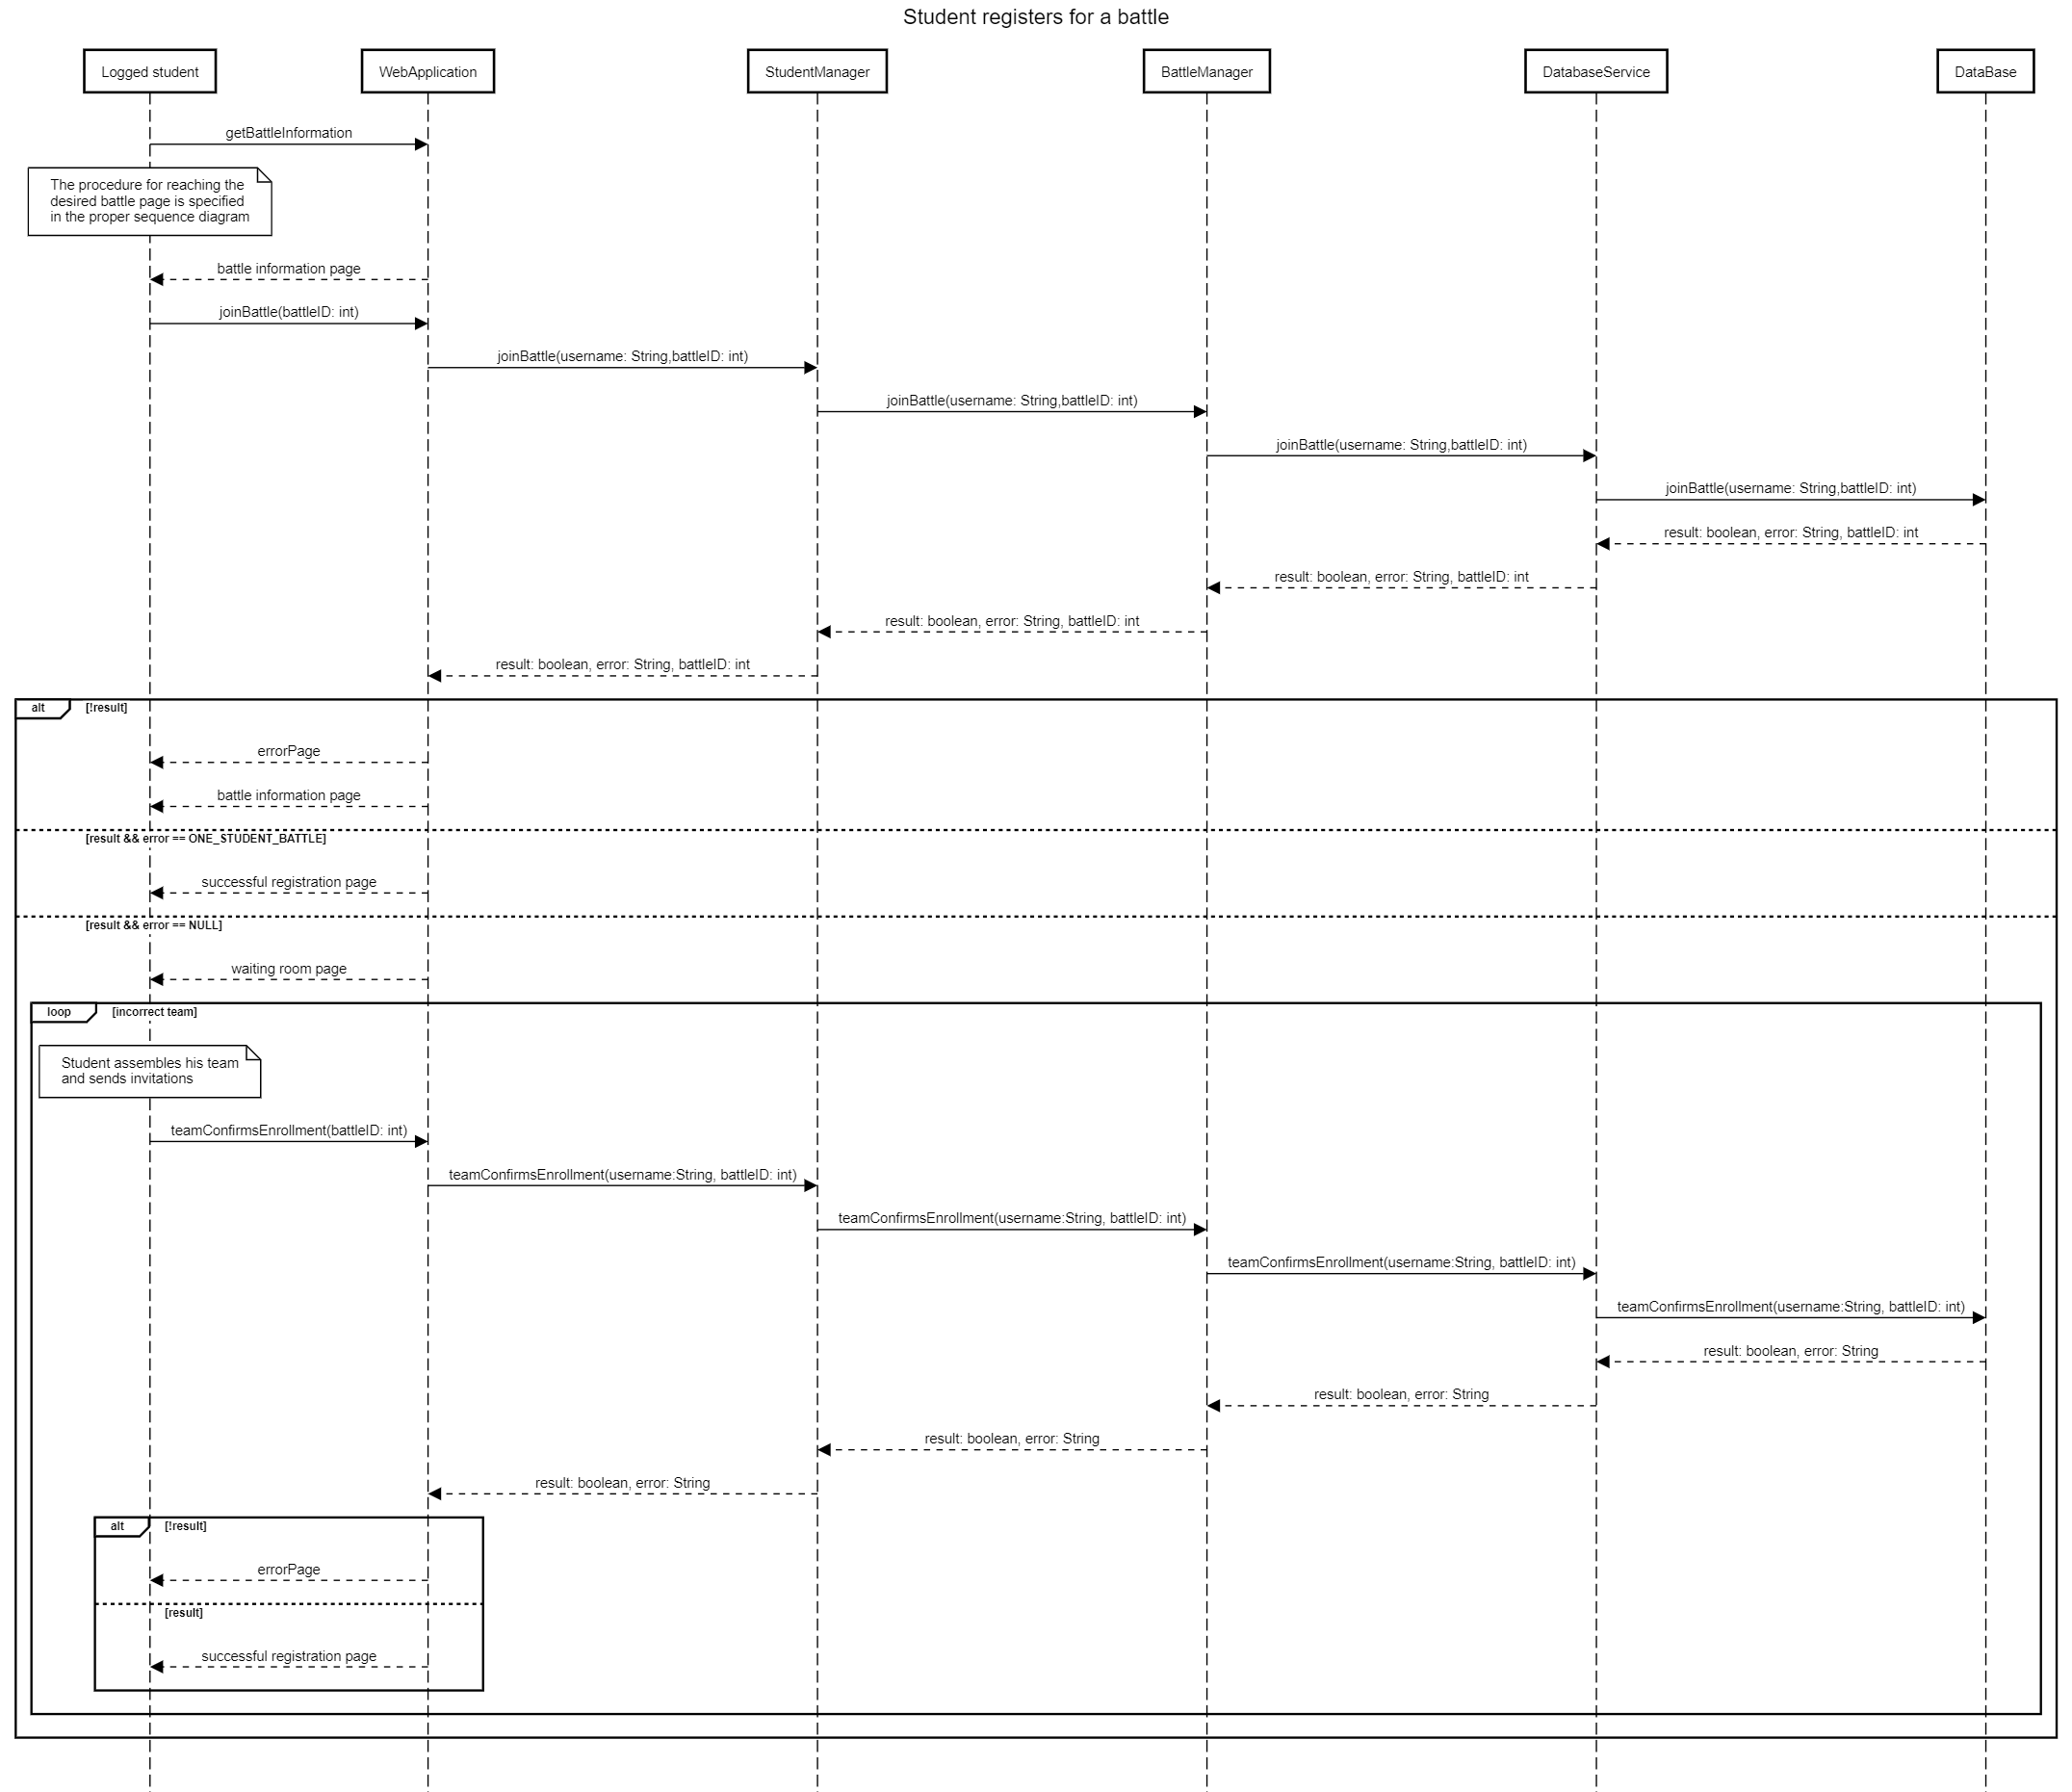 Student registers for a battle
Logged student
WebApplication
StudentManager
BattleManager
DatabaseService
DataBase
getBattleInformation
The procedure for reaching the
desired battle page is specified
in the proper sequence diagram
battle information page
joinBattle(battleID: int)
joinBattle(username: String,battleID: int)
joinBattle(username: String,battleID: int)
joinBattle(username: String,battleID: int)
joinBattle(username: String,battleID: int)
result: boolean, error: String, battleID: int
result: boolean, error: String, battleID: int
result: boolean, error: String, battleID: int
result: boolean, error: String, battleID: int
alt
[!result]
errorPage
battle information page
[result && error == ONE_STUDENT_BATTLE]
successful registration page
[result && error == NULL]
waiting room page
loop
[incorrect team]
Student assembles his team
and sends invitations
teamConfirmsEnrollment(battleID: int)
teamConfirmsEnrollment(username:String, battleID: int)
teamConfirmsEnrollment(username:String, battleID: int)
teamConfirmsEnrollment(username:String, battleID: int)
teamConfirmsEnrollment(username:String, battleID: int)
result: boolean, error: String
result: boolean, error: String
result: boolean, error: String
result: boolean, error: String
alt
[!result]
errorPage
[result]
successful registration page